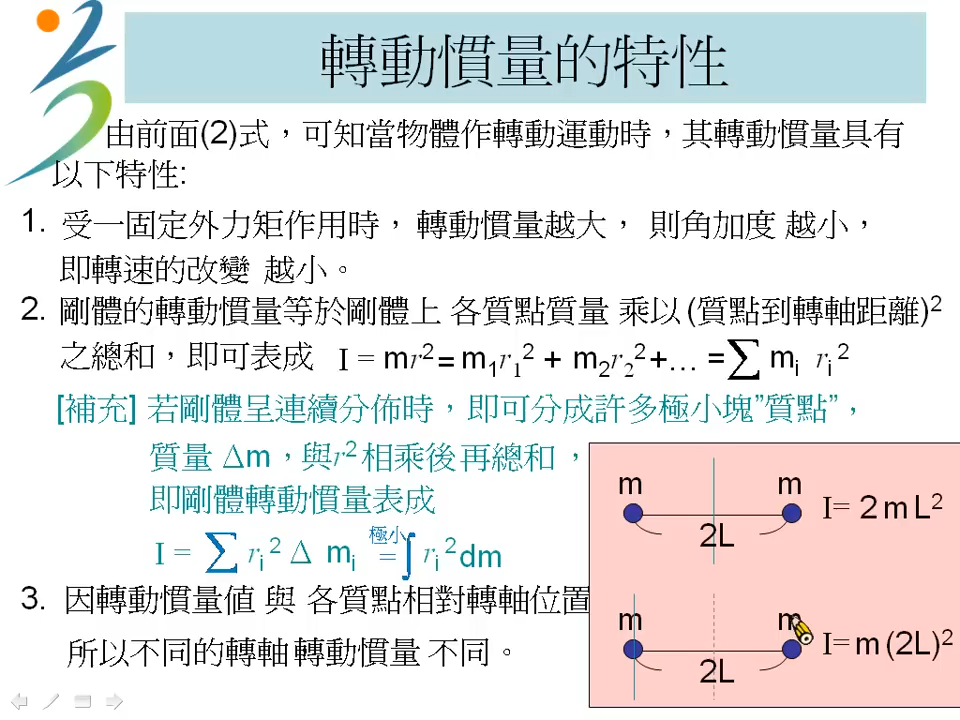 轉動慣量的特性
由前面(2)式，可知當物體作轉動運動時，其轉動慣量具有
以下特性:
1. 受一固定外力矩作用時， 轉動慣量越大， 則角加度 越小，
即轉速的改變 越小。
2. 剛體的轉動慣量等於剛體上 各質點質量 乘以 (質點到轉軸距離)²
之總和，即可表成 I = mr² = m₁r₁² + m₂r₂² +… = ∑ mᵢ rᵢ²
[補充] 若剛體呈連續分佈時，即可分成許多極小塊”質點”，
質量 Δm，與r² 相乘後再總和，
即剛體轉動慣量表成
I = ∑ rᵢ² Δ mᵢ 極小 = ∫ rᵢ² dm
3. 因轉動慣量值 與 各質點相對轉軸位置
所以不同的轉軸 轉動慣量 不同。
m m
2L
I= 2 m L²
m m
2L
I= m (2L)²